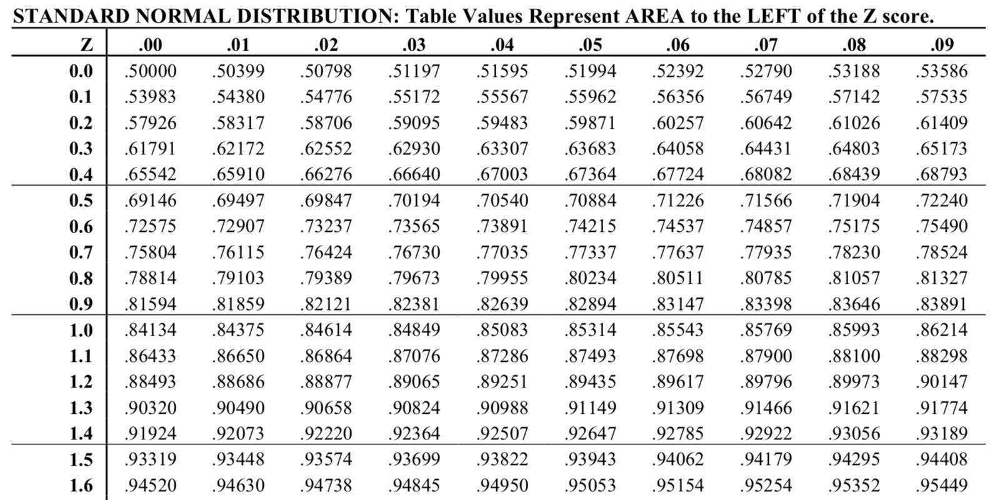 STANDARD NORMAL DISTRIBUTION: Table Values Represent AREA to the LEFT of the Z score.
Z .00 .01 .02 .03 .04 .05 .06 .07 .08 .09
0.0 .50000 .50399 .50798 .51197 .51595 .51994 .52392 .52790 .53188 .53586
0.1 .53983 .54380 .54776 .55172 .55567 .55962 .56356 .56749 .57142 .57535
0.2 .57926 .58317 .58706 .59095 .59483 .59871 .60257 .60642 .61026 .61409
0.3 .61791 .62172 .62552 .62930 .63307 .63683 .64058 .64431 .64803 .65173
0.4 .65542 .65910 .66276 .66640 .67003 .67364 .67724 .68082 .68439 .68793
0.5 .69146 .69497 .69847 .70194 .70540 .70884 .71226 .71566 .71904 .72240
0.6 .72575 .72907 .73237 .73565 .73891 .74215 .74537 .74857 .75175 .75490
0.7 .75804 .76115 .76424 .76730 .77035 .77337 .77637 .77935 .78230 .78524
0.8 .78814 .79103 .79389 .79673 .79955 .80234 .80511 .80785 .81057 .81327
0.9 .81594 .81859 .82121 .82381 .82639 .82894 .83147 .83398 .83646 .83891
1.0 .84134 .84375 .84614 .84849 .85083 .85314 .85543 .85769 .85993 .86214
1.1 .86433 .86650 .86864 .87076 .87286 .87493 .87698 .87900 .88100 .88298
1.2 .88493 .88686 .88877 .89065 .89251 .89435 .89617 .89796 .89973 .90147
1.3 .90320 .90490 .90658 .90824 .90988 .91149 .91309 .91466 .91621 .91774
1.4 .91924 .92073 .92220 .92364 .92507 .92647 .92785 .92922 .93056 .93189
1.5 .93319 .93448 .93574 .93699 .93822 .93943 .94062 .94179 .94295 .94408
1.6 .94520 .94630 .94738 .94845 .94950 .95053 .95154 .95254 .95352 .95449